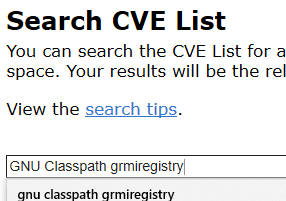 Search CVE List
You can search the CVE List for a
space. Your results will be the rel
View the search tips.
GNU Classpath grmiregistry
gnu classpath grmiregistry